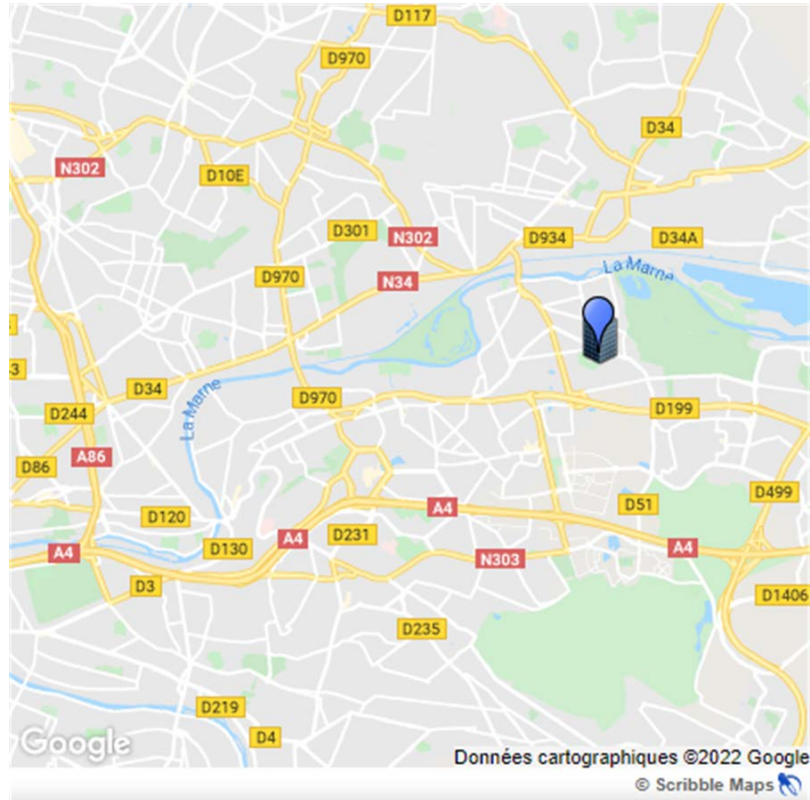 D117
D970
D34
N302
D10E
D301
N302
D934
D34A
La Marne
D970
N34
D34
D970
D199
D244
La Marne
A86
D86
D499
D51
A4
D120
A4
D231
D130
A4
N303
A4
D3
D1406
D235
D219
D4
Google
Données cartographiques ©2022 Google
© Scribble Maps